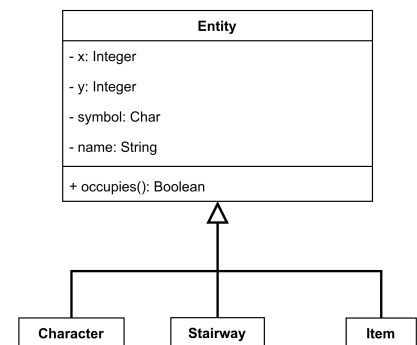 Entity
- x: Integer
- y: Integer
- symbol: Char
- name: String
+ occupies(): Boolean
Character Stairway Item